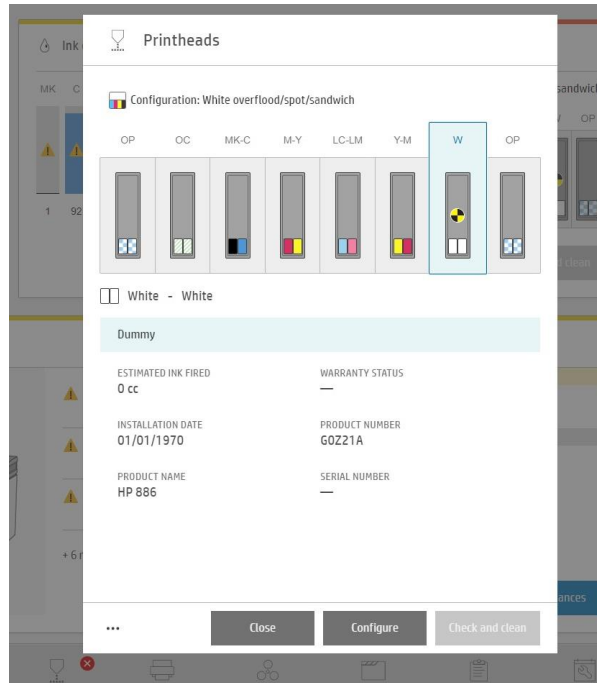 Printheads
Ink
MK C
sandwich
Configuration: White overflood/spot/sandwich
OP OC MK-C M-Y LC-LM Y-M W OP
OP
1 92
d clean
White - White
Dummy
ESTIMATED INK FIRED WARRANTY STATUS
0 cc —
INSTALLATION DATE PRODUCT NUMBER
01/01/1970 G0Z21A
PRODUCT NAME SERIAL NUMBER
HP 886 —
+ 6 r
ances
... Close Configure Check and clean